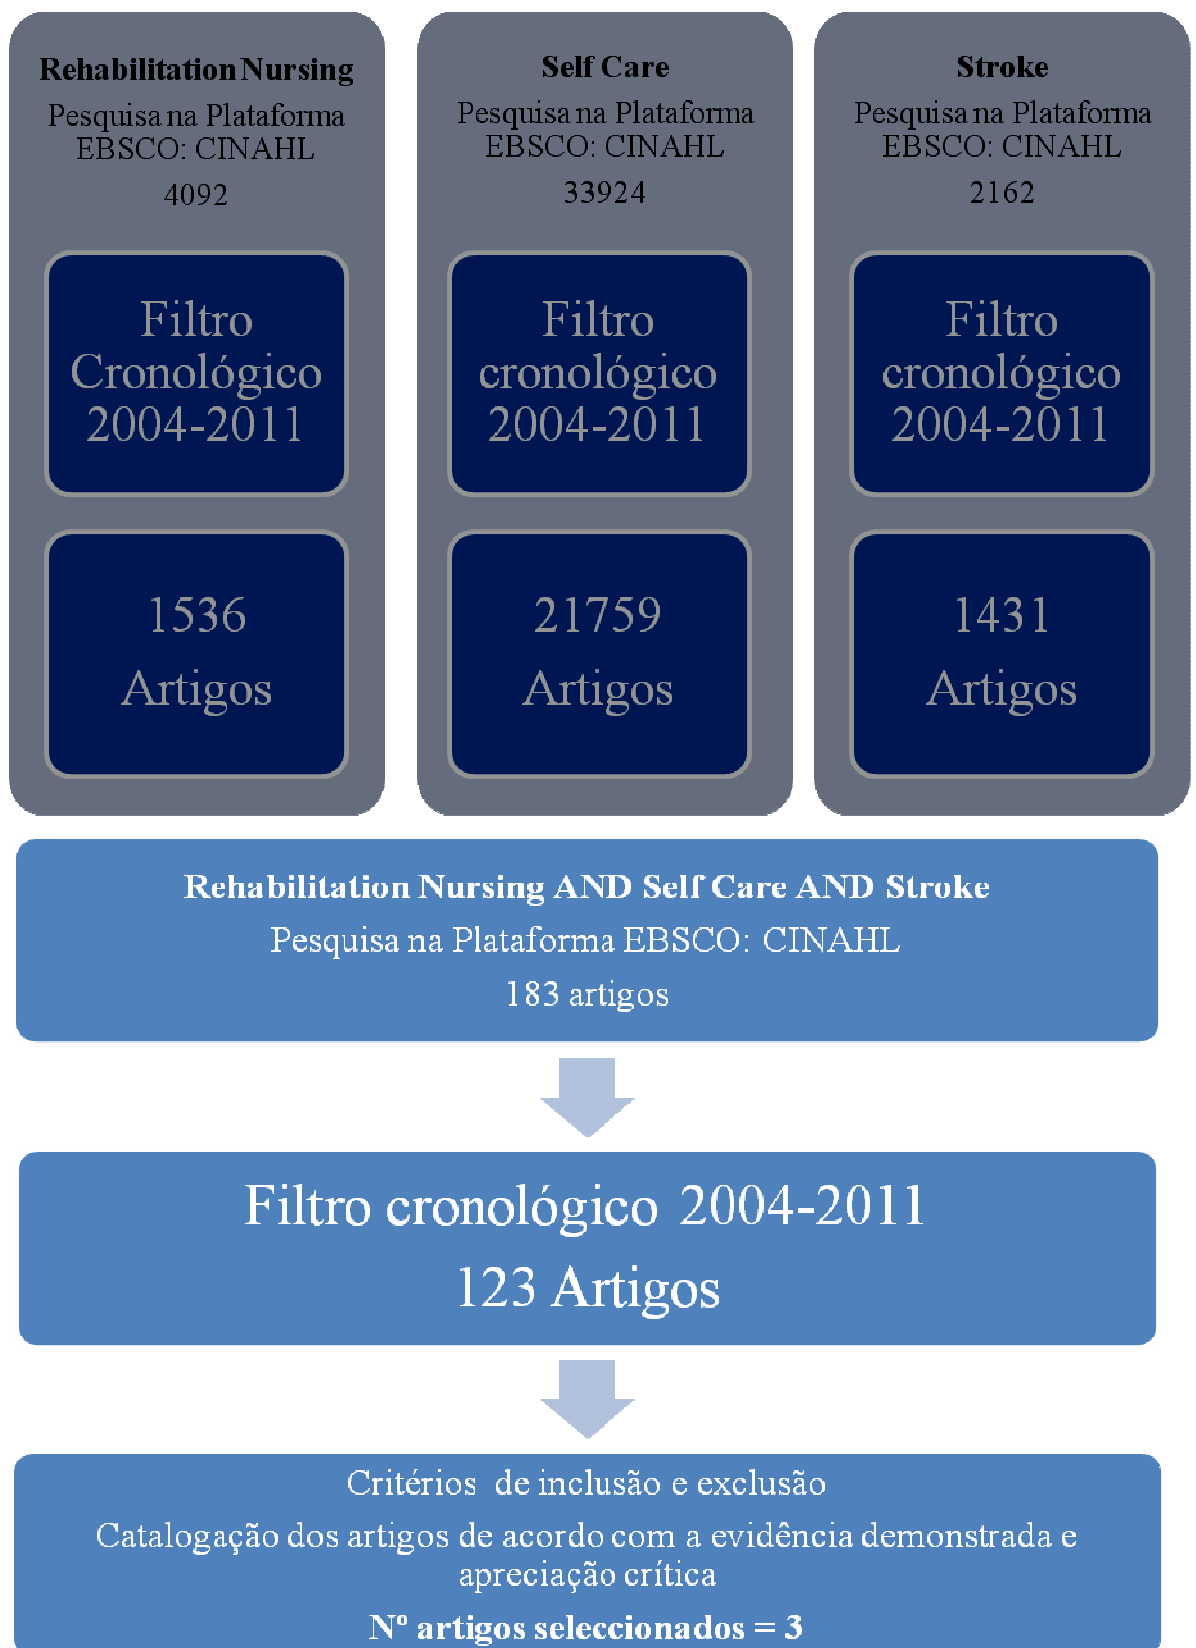 Rehabilitation Nursing
Pesquisa na Plataforma
EBSCO: CINAHL
4092
Filtro
Cronológico
2004-2011
1536
Artigos
Self Care
Pesquisa na Plataforma
EBSCO: CINAHL
33924
Filtro
cronológico
2004-2011
21759
Artigos
Stroke
Pesquisa na Plataforma
EBSCO: CINAHL
2162
Filtro
cronológico
2004-2011
1431
Artigos
Rehabilitation Nursing AND Self Care AND Stroke
Pesquisa na Plataforma EBSCO: CINAHL
183 artigos
Filtro cronológico 2004-2011
123 Artigos
Critérios de inclusão e exclusão
Catalogação dos artigos de acordo com a evidência demonstrada e
apreciação crítica
Nº artigos seleccionados = 3